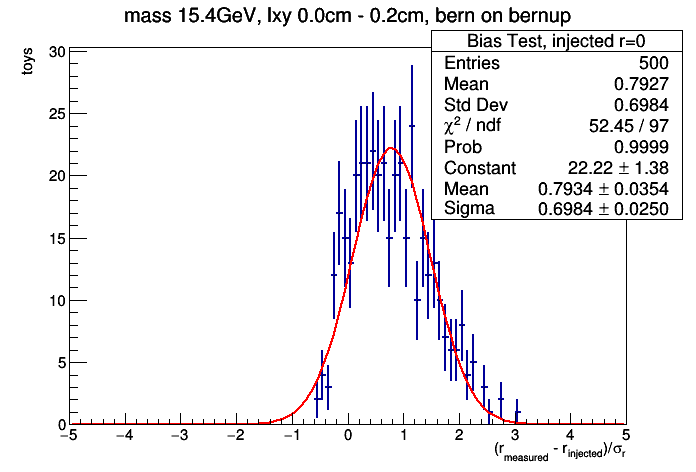 mass 15.4GeV, lxy 0.0cm - 0.2cm, bern on bernup
Bias Test, injected r=0
Entries 500
Mean 0.7927
Std Dev 0.6984
χ² / ndf 52.45 / 97
Prob 0.9999
Constant 22.22 ± 1.38
Mean 0.7934 ± 0.0354
Sigma 0.6984 ± 0.0250
toys
30
25
20
15
10
5
0
−5 −4 −3 −2 −1 0 1 2 3 4 5
(r_measured - r_injected)/σ_r